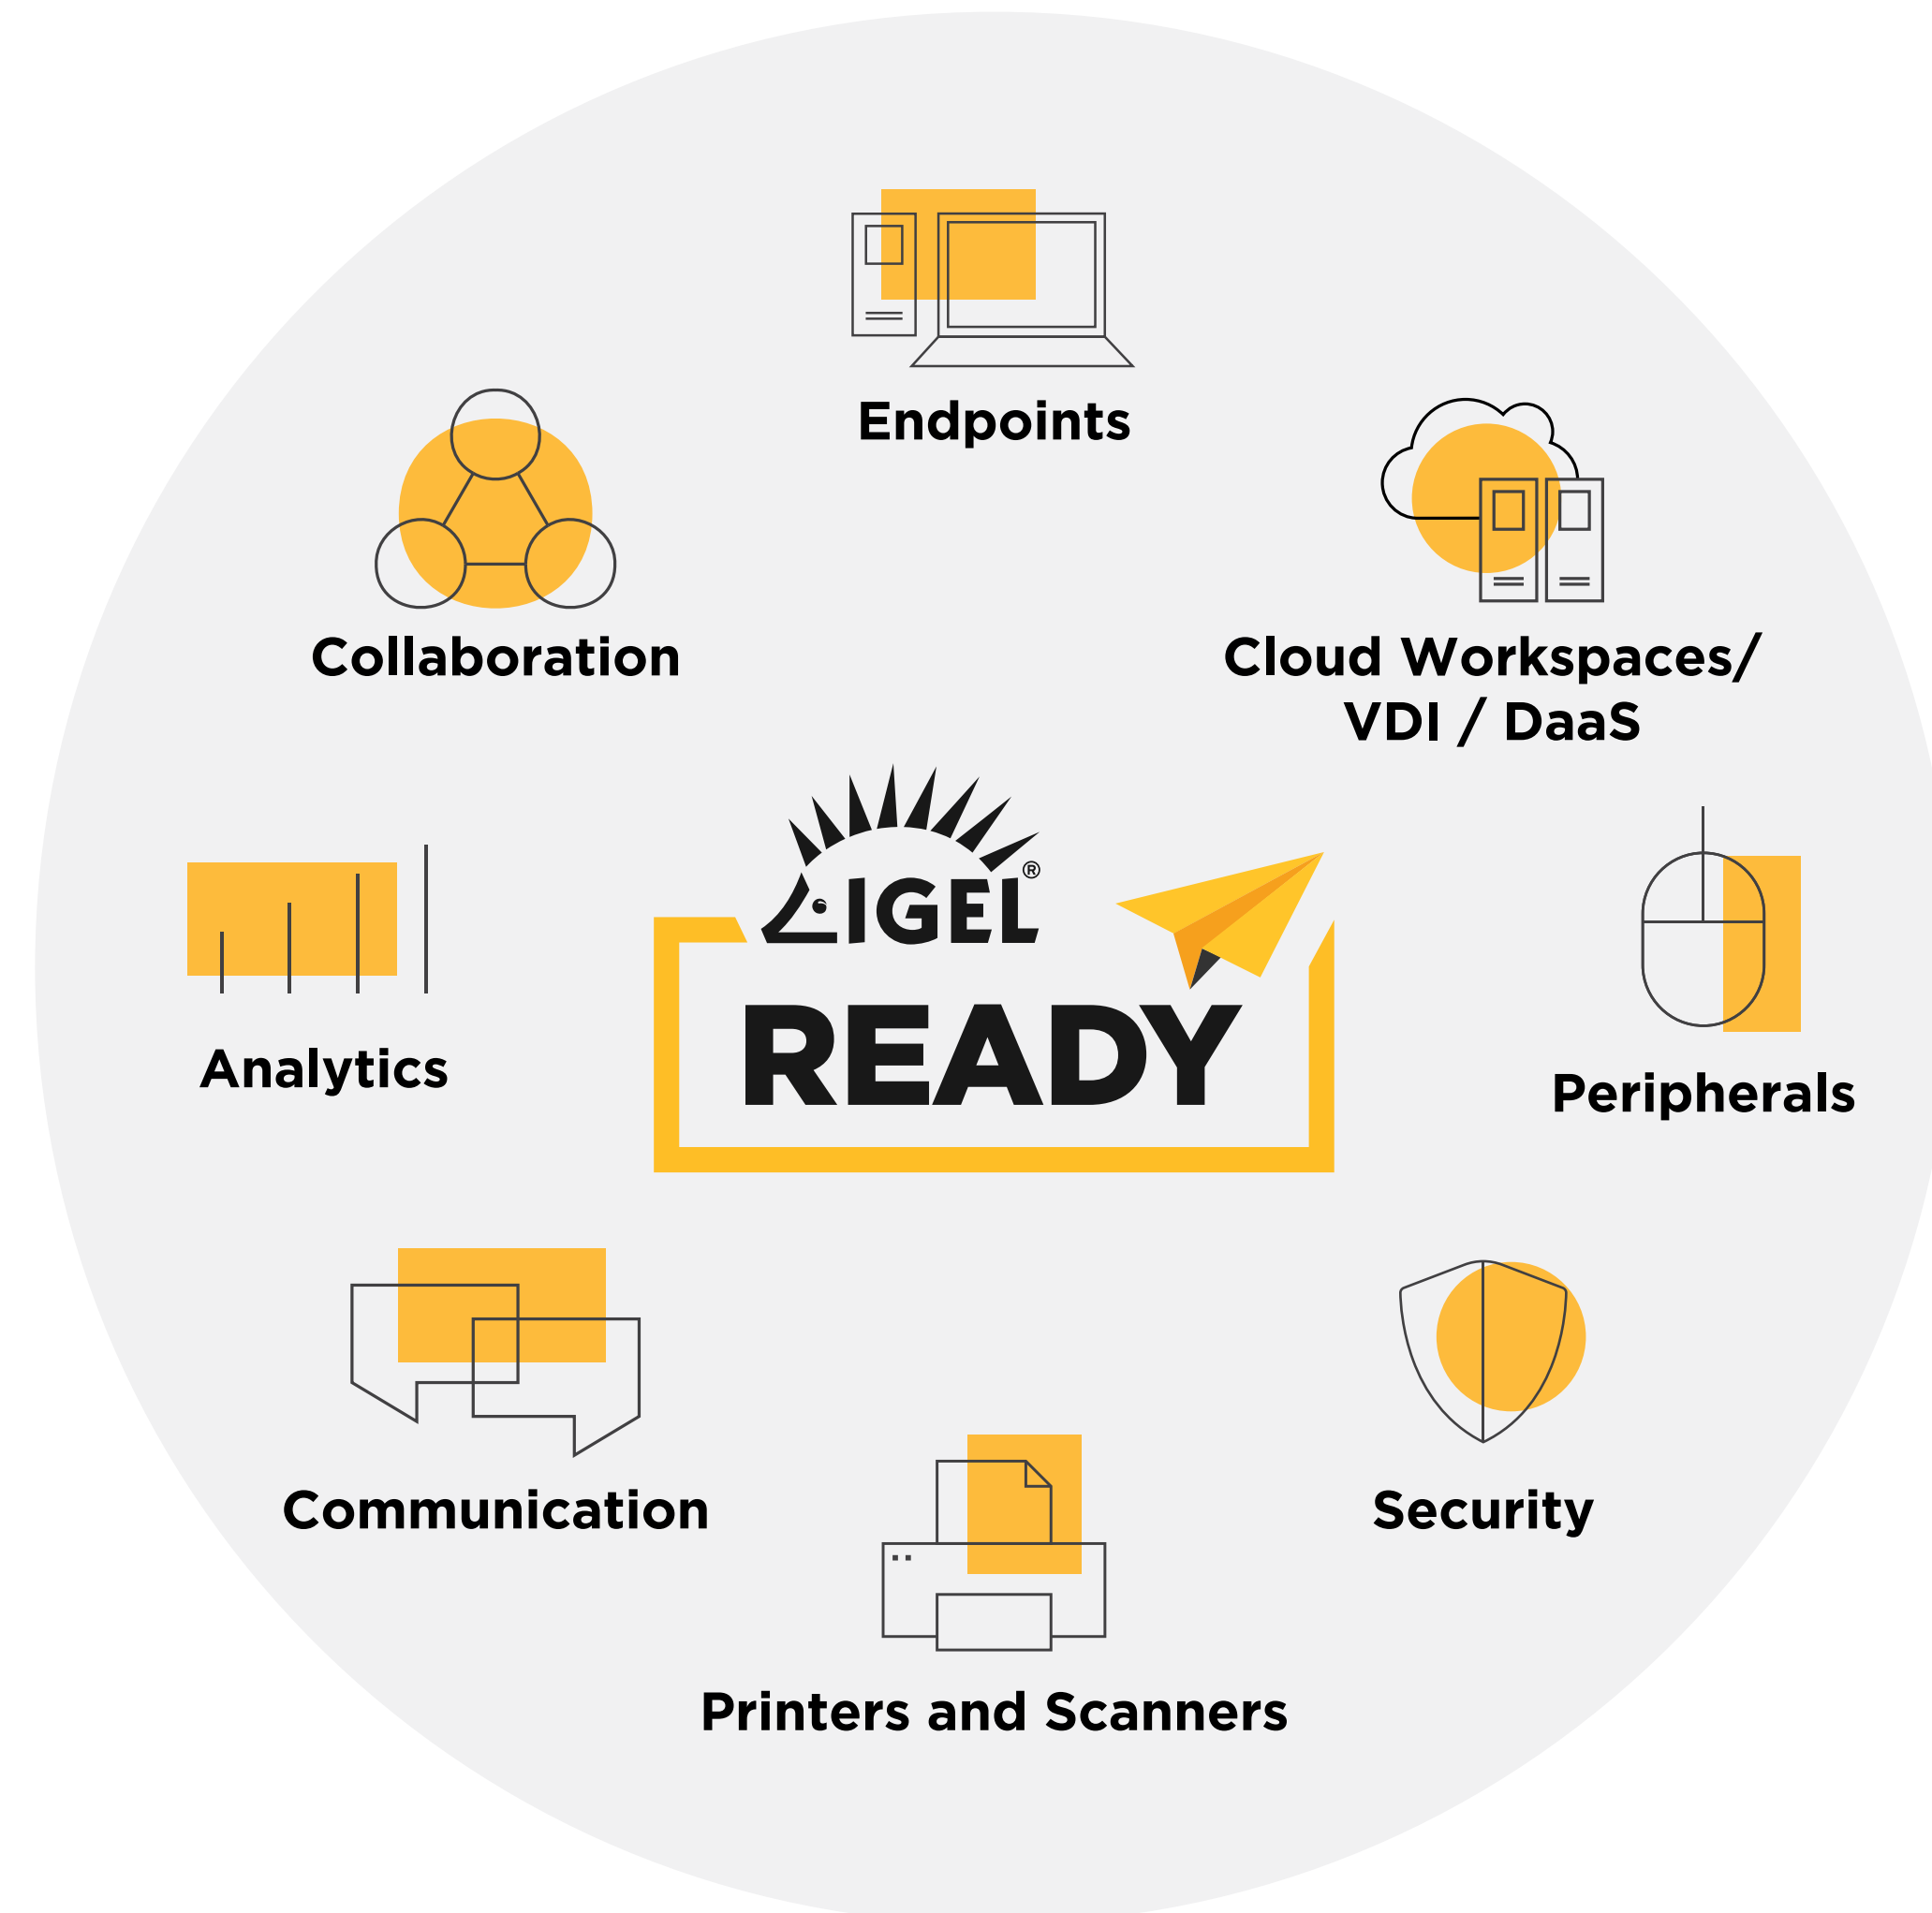 Endpoints
Collaboration
Cloud Workspaces/
VDI / DaaS
IGEL®
READY
Analytics
Peripherals
Communication
Security
Printers and Scanners